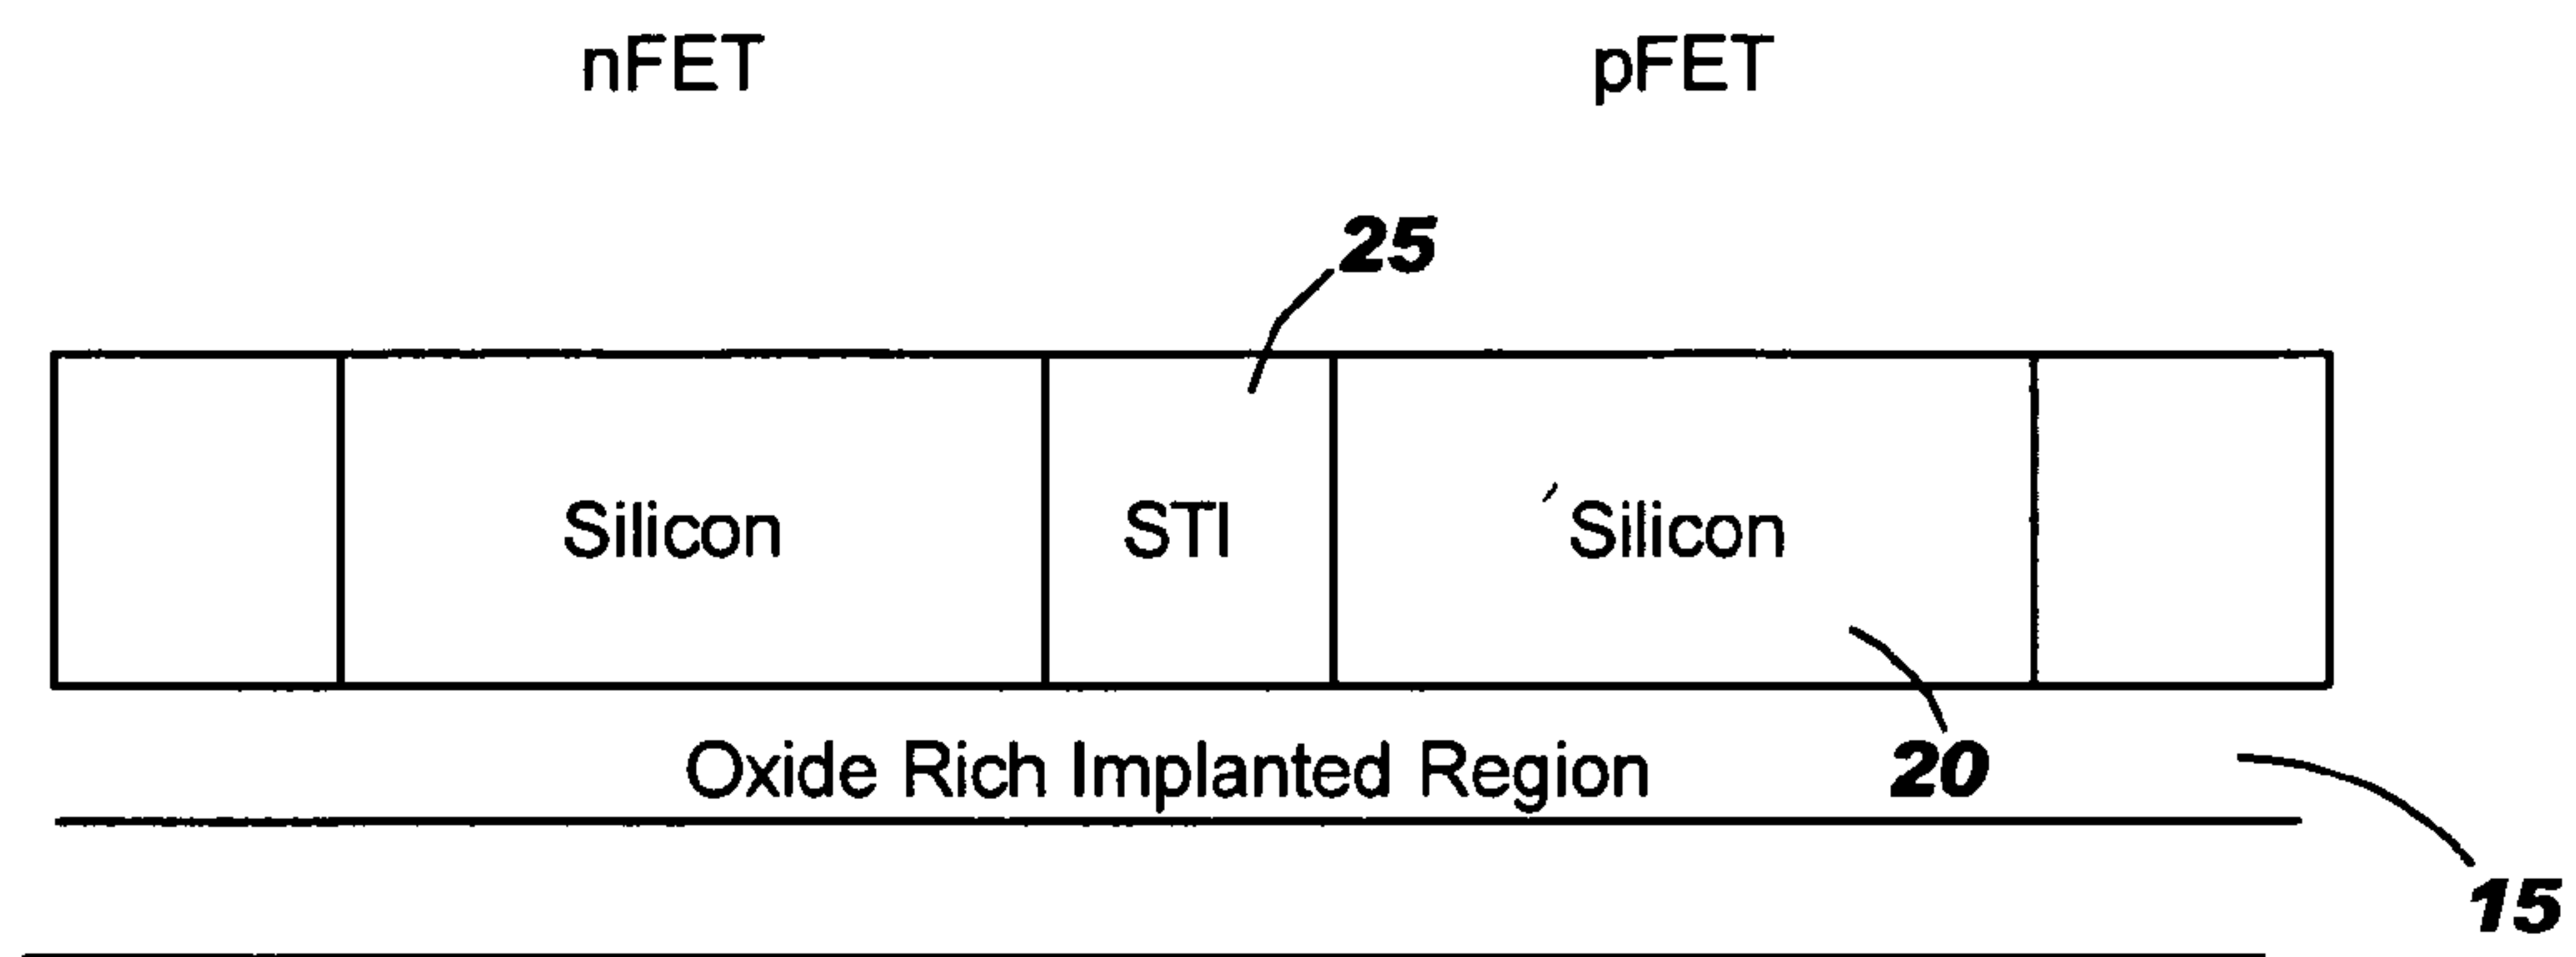 nFET pFET
25
Silicon STI Silicon
Oxide Rich Implanted Region 20
15